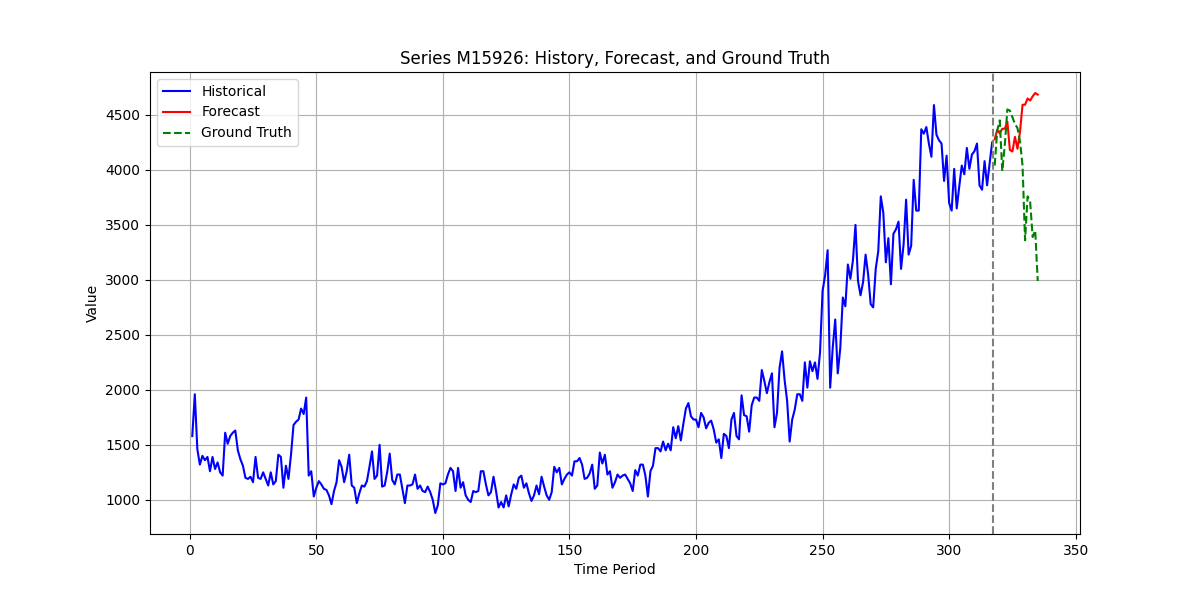 Series M15926: History, Forecast, and Ground Truth
Historical
Forecast
Ground Truth
4500
4000
3500
3000
2500
2000
1500
1000
Value
0 50 100 150 200 250 300 350
Time Period